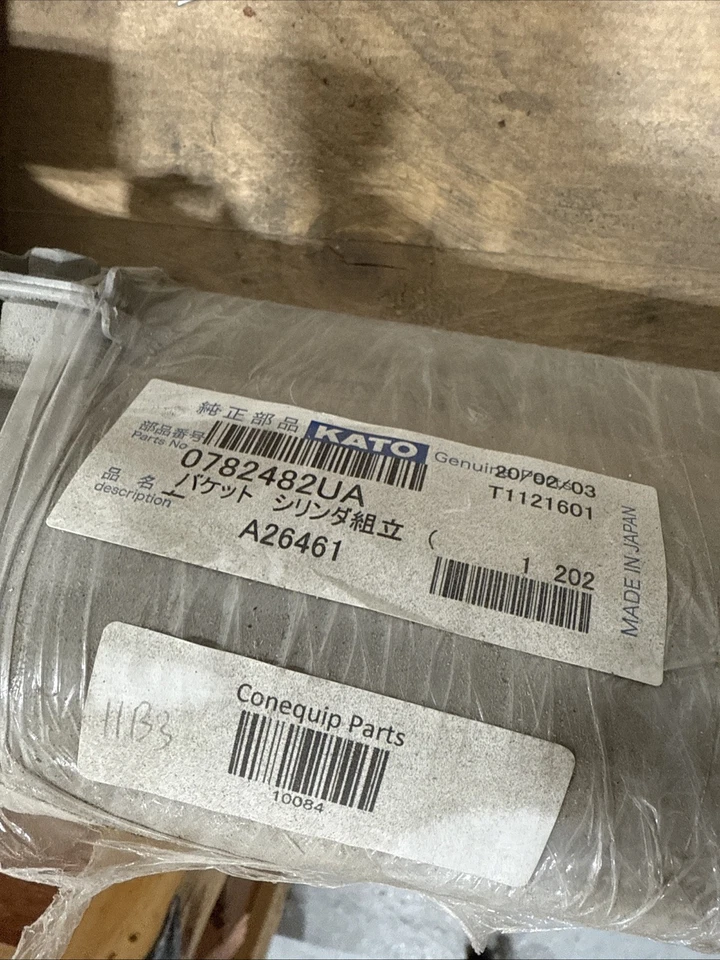 純正部品 KATO Genuine Parts
部品番号
Parts No
20/02/03
0782482UA
T1121601
品名
description
バケット シリンダ組立 (
A26461
1 202
MADE IN JAPAN
Conequip Parts
HB3
10084